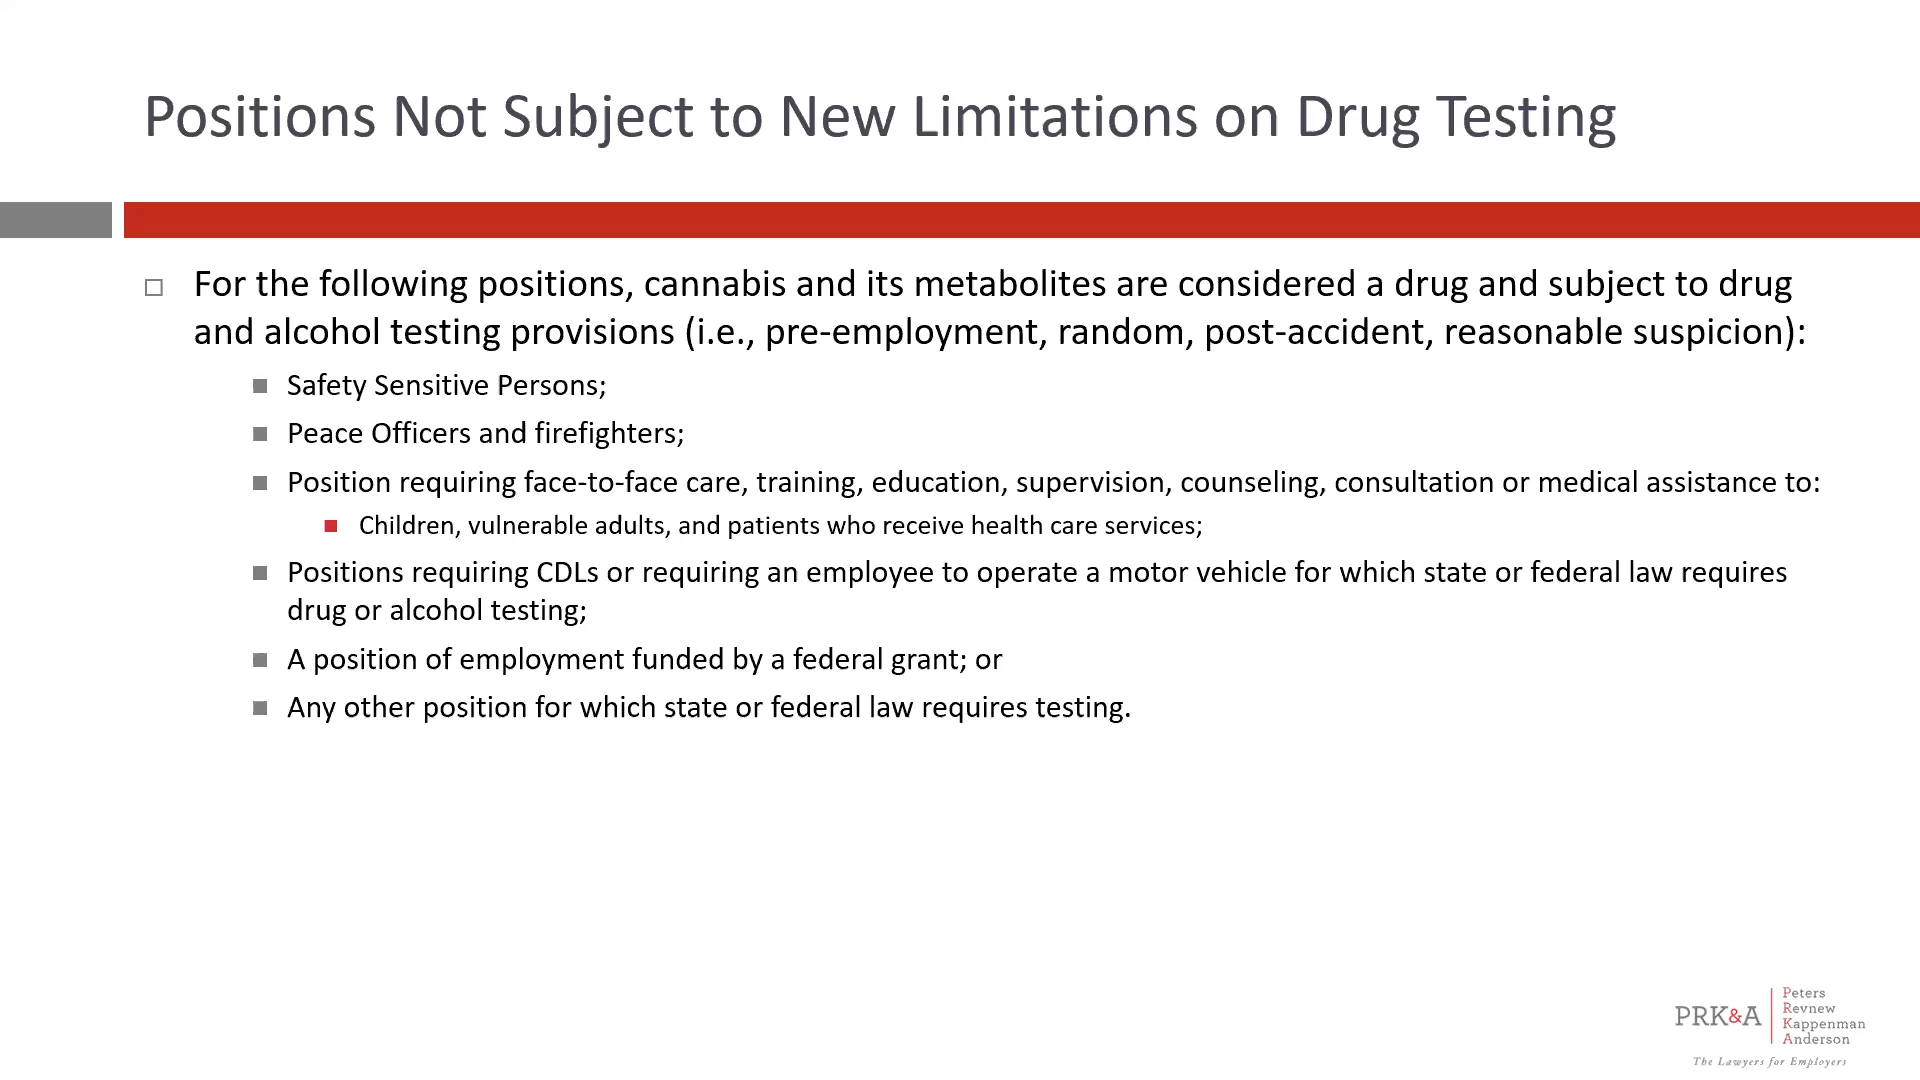 Positions Not Subject to New Limitations on Drug Testing
For the following positions, cannabis and its metabolites are considered a drug and subject to drug
and alcohol testing provisions (i.e., pre-employment, random, post-accident, reasonable suspicion):
Safety Sensitive Persons;
Peace Officers and firefighters;
Position requiring face-to-face care, training, education, supervision, counseling, consultation or medical assistance to:
Children, vulnerable adults, and patients who receive health care services;
Positions requiring CDLs or requiring an employee to operate a motor vehicle for which state or federal law requires
drug or alcohol testing;
A position of employment funded by a federal grant; or
Any other position for which state or federal law requires testing.
PRK&A
Peters
Revnew
Kappenman
Anderson
The Lawyers for Employers